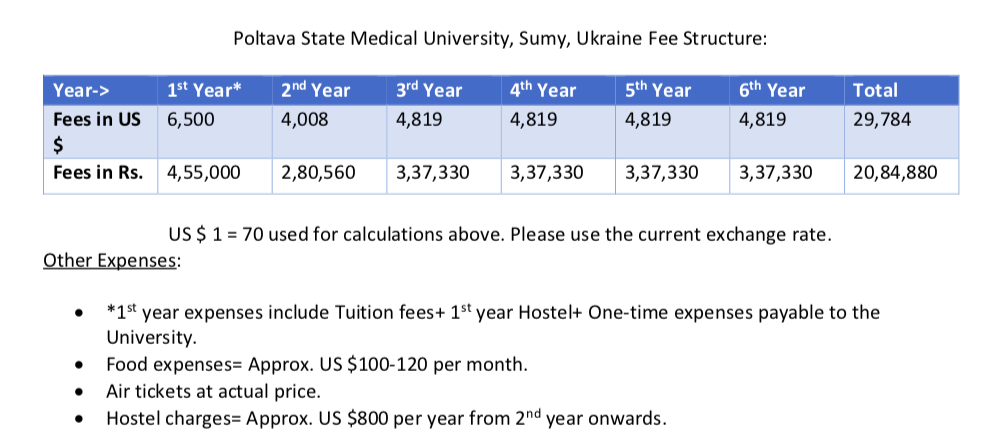 Poltava State Medical University, Sumy, Ukraine Fee Structure:
Year-> 1st Year* 2nd Year 3rd Year 4th Year 5th Year 6th Year Total
Fees in US $ 6,500 4,008 4,819 4,819 4,819 4,819 29,784
Fees in Rs. 4,55,000 2,80,560 3,37,330 3,37,330 3,37,330 3,37,330 20,84,880
US $ 1 = 70 used for calculations above. Please use the current exchange rate.
Other Expenses:
• *1st year expenses include Tuition fees+ 1st year Hostel+ One-time expenses payable to the
University.
• Food expenses= Approx. US $100-120 per month.
• Air tickets at actual price.
• Hostel charges= Approx. US $800 per year from 2nd year onwards.